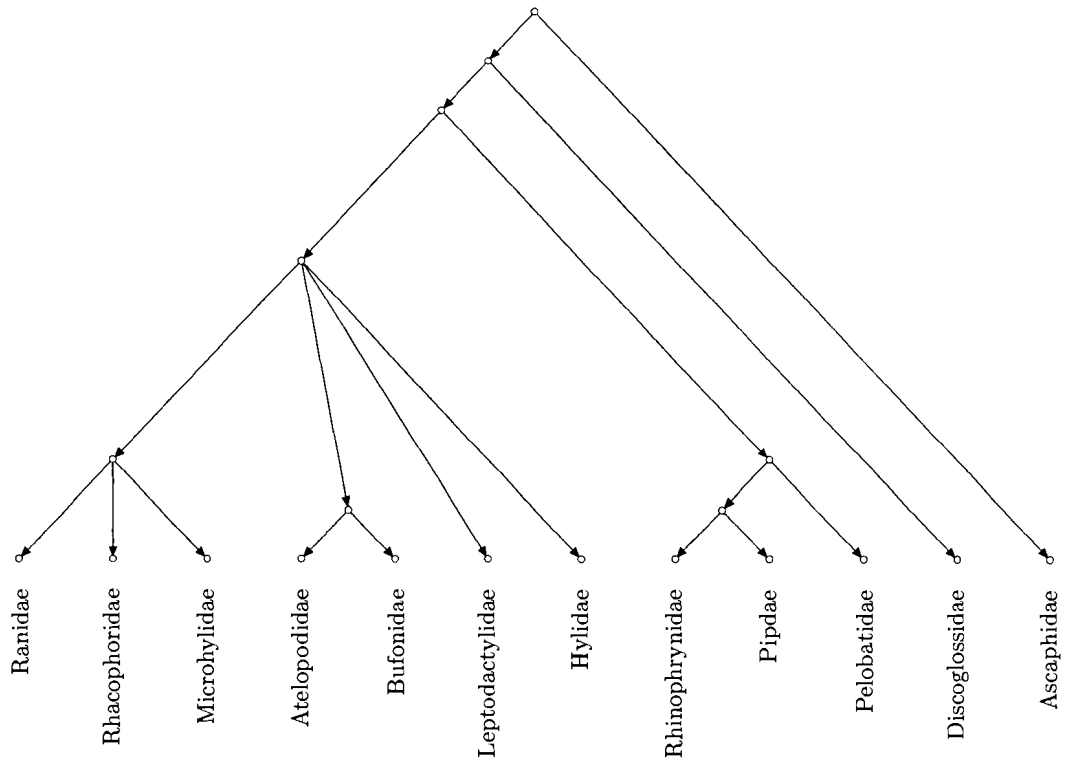 Ranidae
Rhacophoridae
Microhylidae
Atelopodidae
Bufonidae
Leptodactylidae
Hylidae
Rhinophrynidae
Pipdae
Pelobatidae
Discoglossidae
Ascaphidae